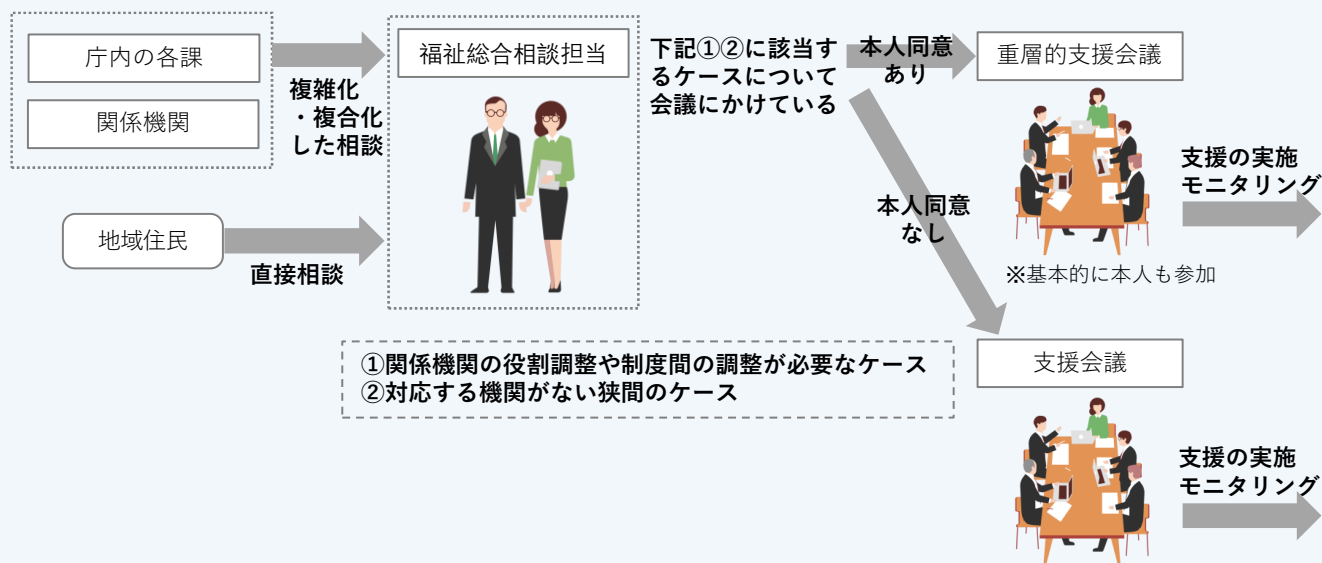 庁内の各課
関係機関
複雑化
・複合化
した相談
地域住民
直接相談
福祉総合相談担当
下記①②に該当す
るケースについて
会議にかけている
本人同意
あり
本人同意
なし
重層的支援会議
※基本的に本人も参加
支援の実施
モニタリング
①関係機関の役割調整や制度間の調整が必要なケース
②対応する機関がない狭間のケース
支援会議
支援の実施
モニタリング